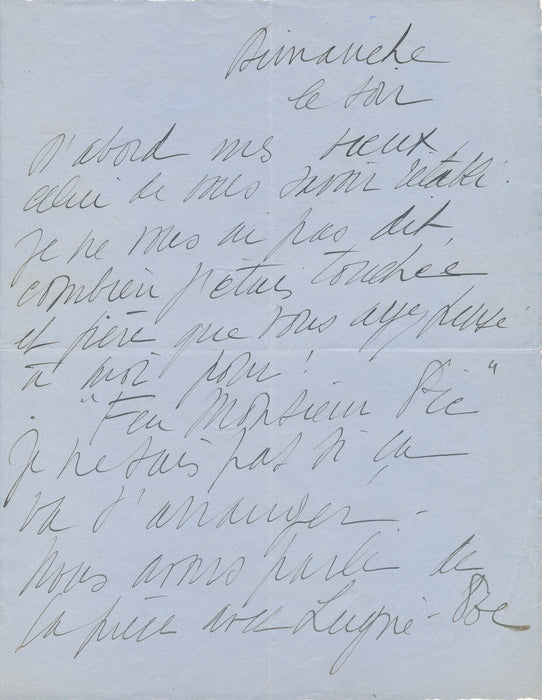 Dimanche
le soir
D'abord mes voeux
celui de vous savoir rétabli.
Je ne vous ai pas dit,
combien j'étais touchée
et fière que vous ayez pensé
à moi pour !
"Feu Monsieur Pic"
je ne sais pas si ça
va s'arranger -
Nous avons parlé de
la pièce avec Lugné-Poe